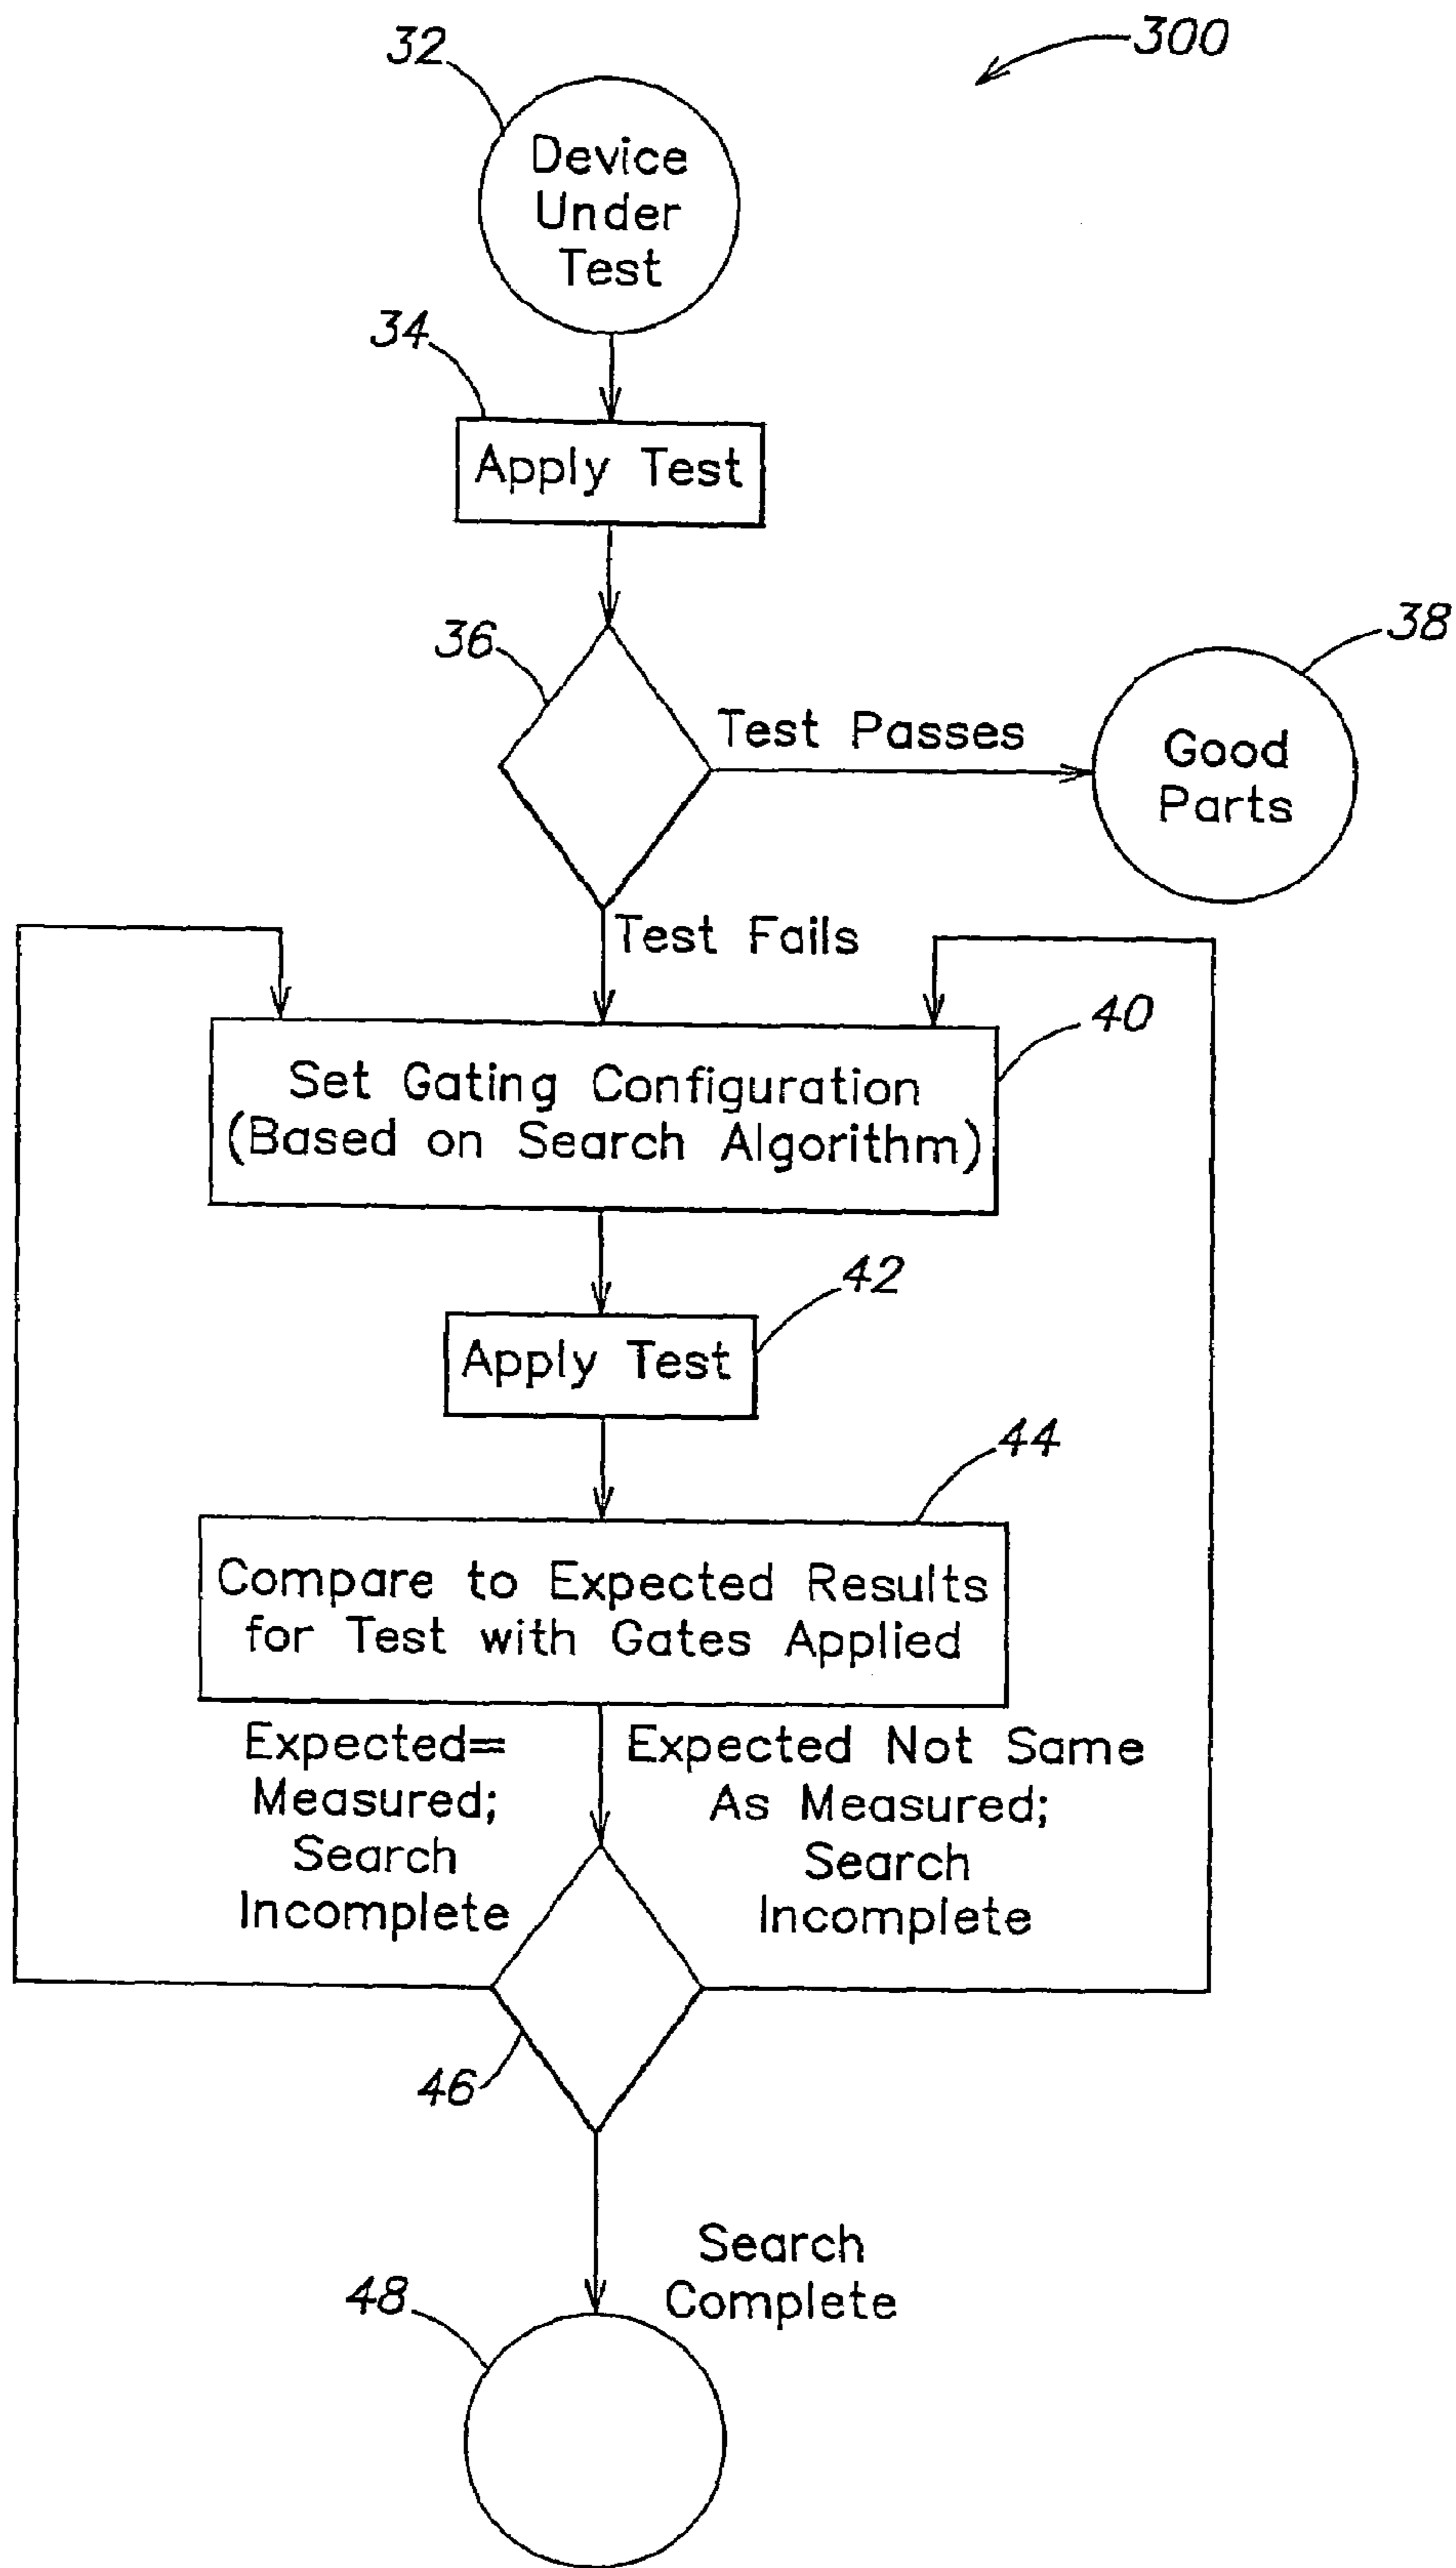 300
32
Device
Under
Test
34
Apply Test
36
Test Passes
38
Good
Parts
Test Fails
40
Set Gating Configuration
(Based on Search Algorithm)
42
Apply Test
44
Compare to Expected Results
for Test with Gates Applied
Expected=
Measured;
Search
Incomplete
Expected Not Same
As Measured;
Search
Incomplete
46
Search
Complete
48